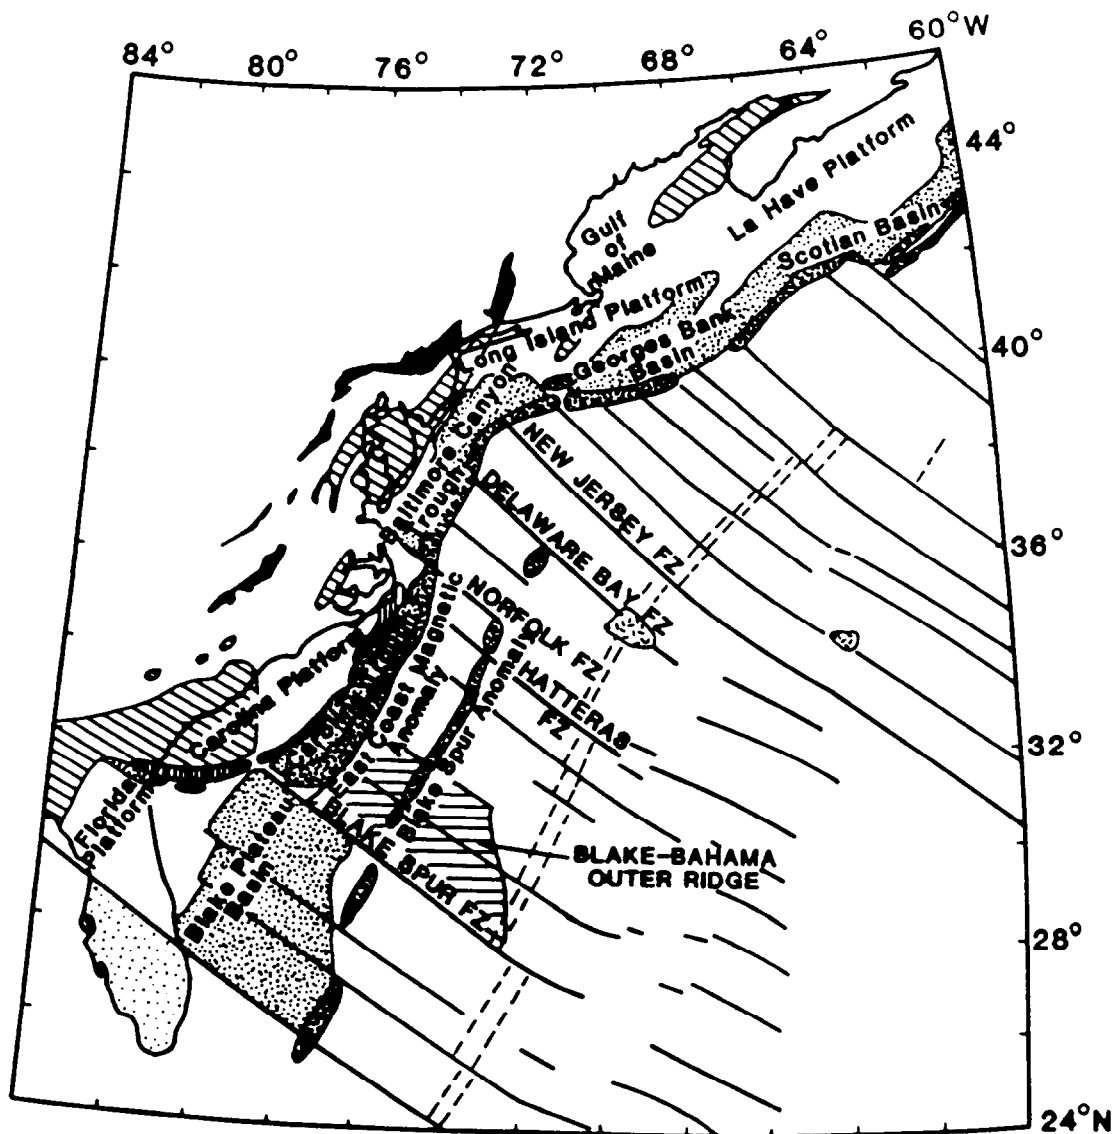 84° 80° 76° 72° 68° 64° 60°W
44°
40°
36°
32°
28°
24°N
La Have Platform
Scotian Basin
Gulf
of
Maine
Long Island Platform
Georges Bank
Basin
Baltimore Canyon
Trough
NEW JERSEY FZ
DELAWARE BAY FZ
NORFOLK FZ
HATTERAS
FZ
East Coast Magnetic
Anomaly
Blake Spur Anomaly
Carolina Platform
Carolina
BLAKE SPUR FZ
BLAKE-BAHAMA
OUTER RIDGE
Florida
Platform
Blake Plateau
Basin